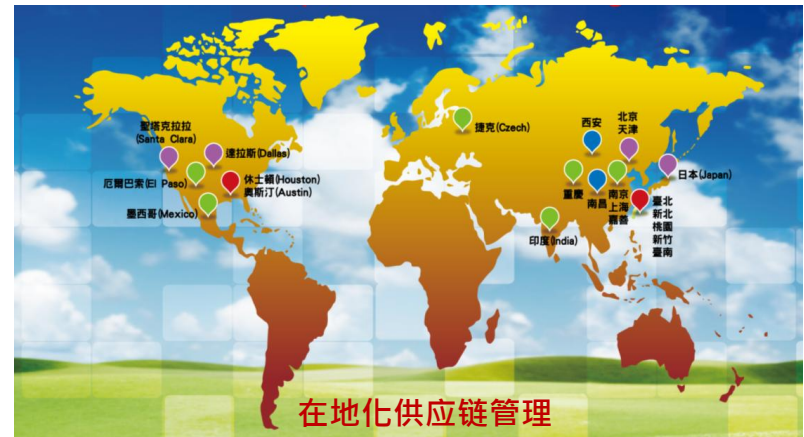 聖塔克拉拉
(Santa Clara)
達拉斯(Dallas)
厄爾巴索(El Paso)
休士頓(Houston)
奧斯汀(Austin)
墨西哥(Mexico)
捷克(Czech)
印度(India)
西安
北京
天津
重慶
南昌
南京
上海
嘉善
日本(Japan)
臺北
新北
桃園
新竹
臺南
在地化供应链管理